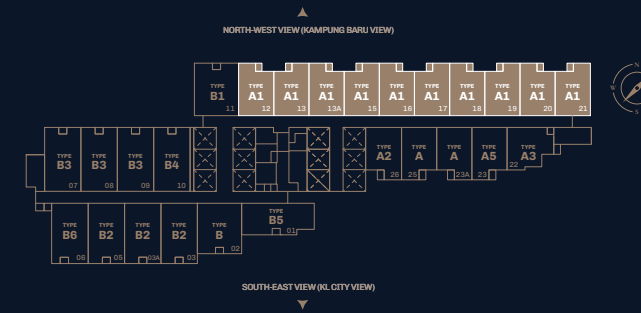 NORTH-WEST VIEW (KAMPUNG BARU VIEW)
N
W
S
TYPE B1 11
TYPE A1 12
TYPE A1 13
TYPE A1 13A
TYPE A1 15
TYPE A1 16
TYPE A1 17
TYPE A1 18
TYPE A1 19
TYPE A1 20
TYPE A1 21
TYPE B3 07
TYPE B3 08
TYPE B3 09
TYPE B4 10
TYPE A2 26
TYPE A 25
TYPE A 23A
TYPE A5 23
TYPE A3 22
TYPE B6 06
TYPE B2 05
TYPE B2 03A
TYPE B2 03
TYPE B 02
TYPE B5 01
SOUTH-EAST VIEW (KL CITY VIEW)